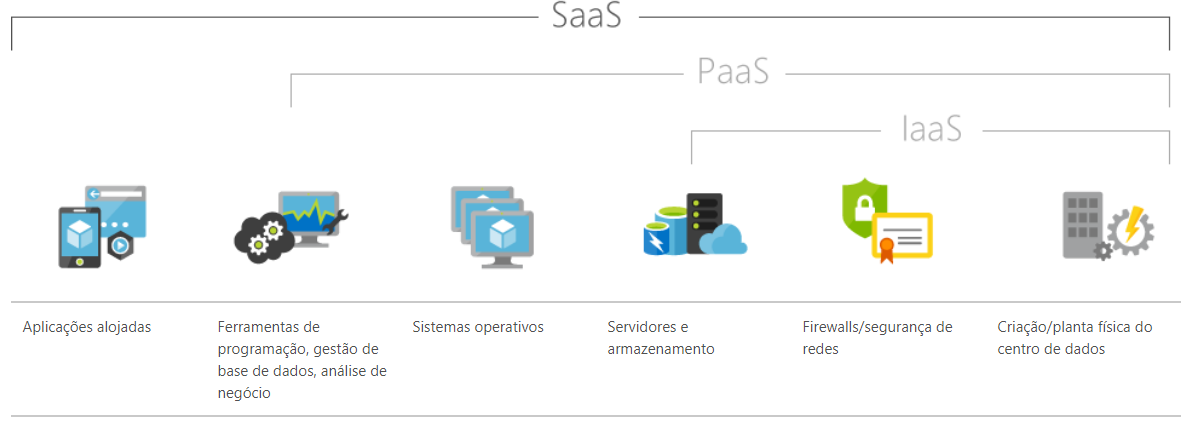 SaaS
PaaS
IaaS
Aplicações alojadas
Ferramentas de
programação, gestão de
base de dados, análise de
negócio
Sistemas operativos
Servidores e
armazenamento
Firewalls/segurança de
redes
Criação/planta física do
centro de dados